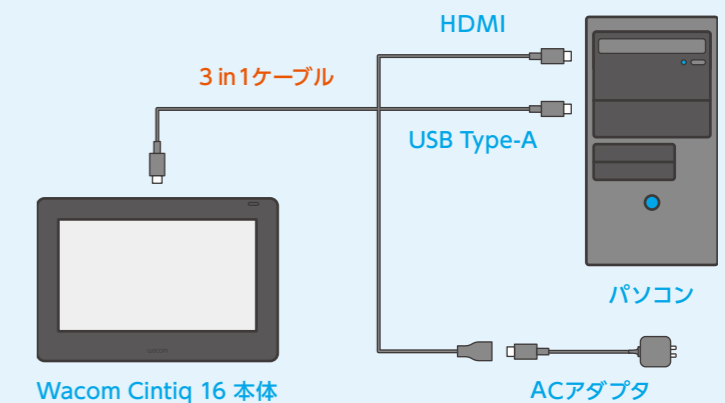 HDMI
3 in1ケーブル
USB Type-A
パソコン
wacom
Wacom Cintiq 16 本体
ACアダプタ